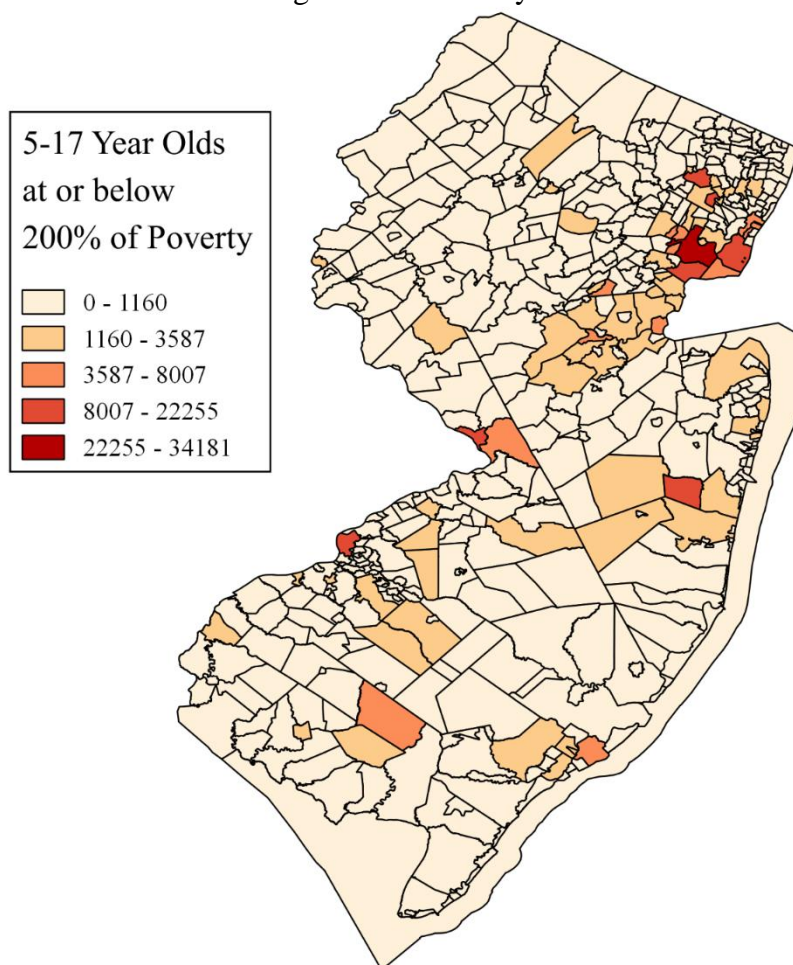 5-17 Year Olds
at or below
200% of Poverty
0 - 1160
1160 - 3587
3587 - 8007
8007 - 22255
22255 - 34181